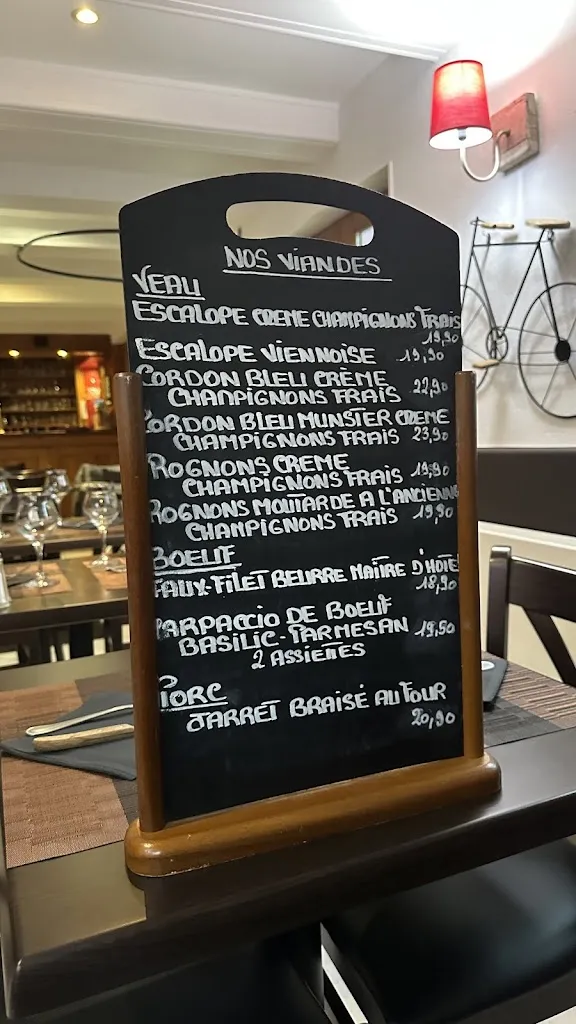 NOS VIANDES
VEAU
ESCALOPE CREME CHAMPIGNONS FRAIS
19,90
ESCALOPE VIENNOISE 19,90
CORDON BLEU CRÈME
CHAMPIGNONS FRAIS 22,90
CORDON BLEU MUNSTER CREME
CHAMPIGNONS FRAIS 23,90
ROGNONS CREME
CHAMPIGNONS FRAIS 19,90
ROGNONS MOUTARDE A L'ANCIENNE
CHAMPIGNONS FRAIS 19,90
BOEUF
FAUX-FILET BEURRE MAÎTRE D'HÔTEL
18,90
CARPACCIO DE BOEUF
BASILIC-PARMESAN 19,50
2 ASSIETTES
PORC
JARRET BRAISÉ AU FOUR
20,90